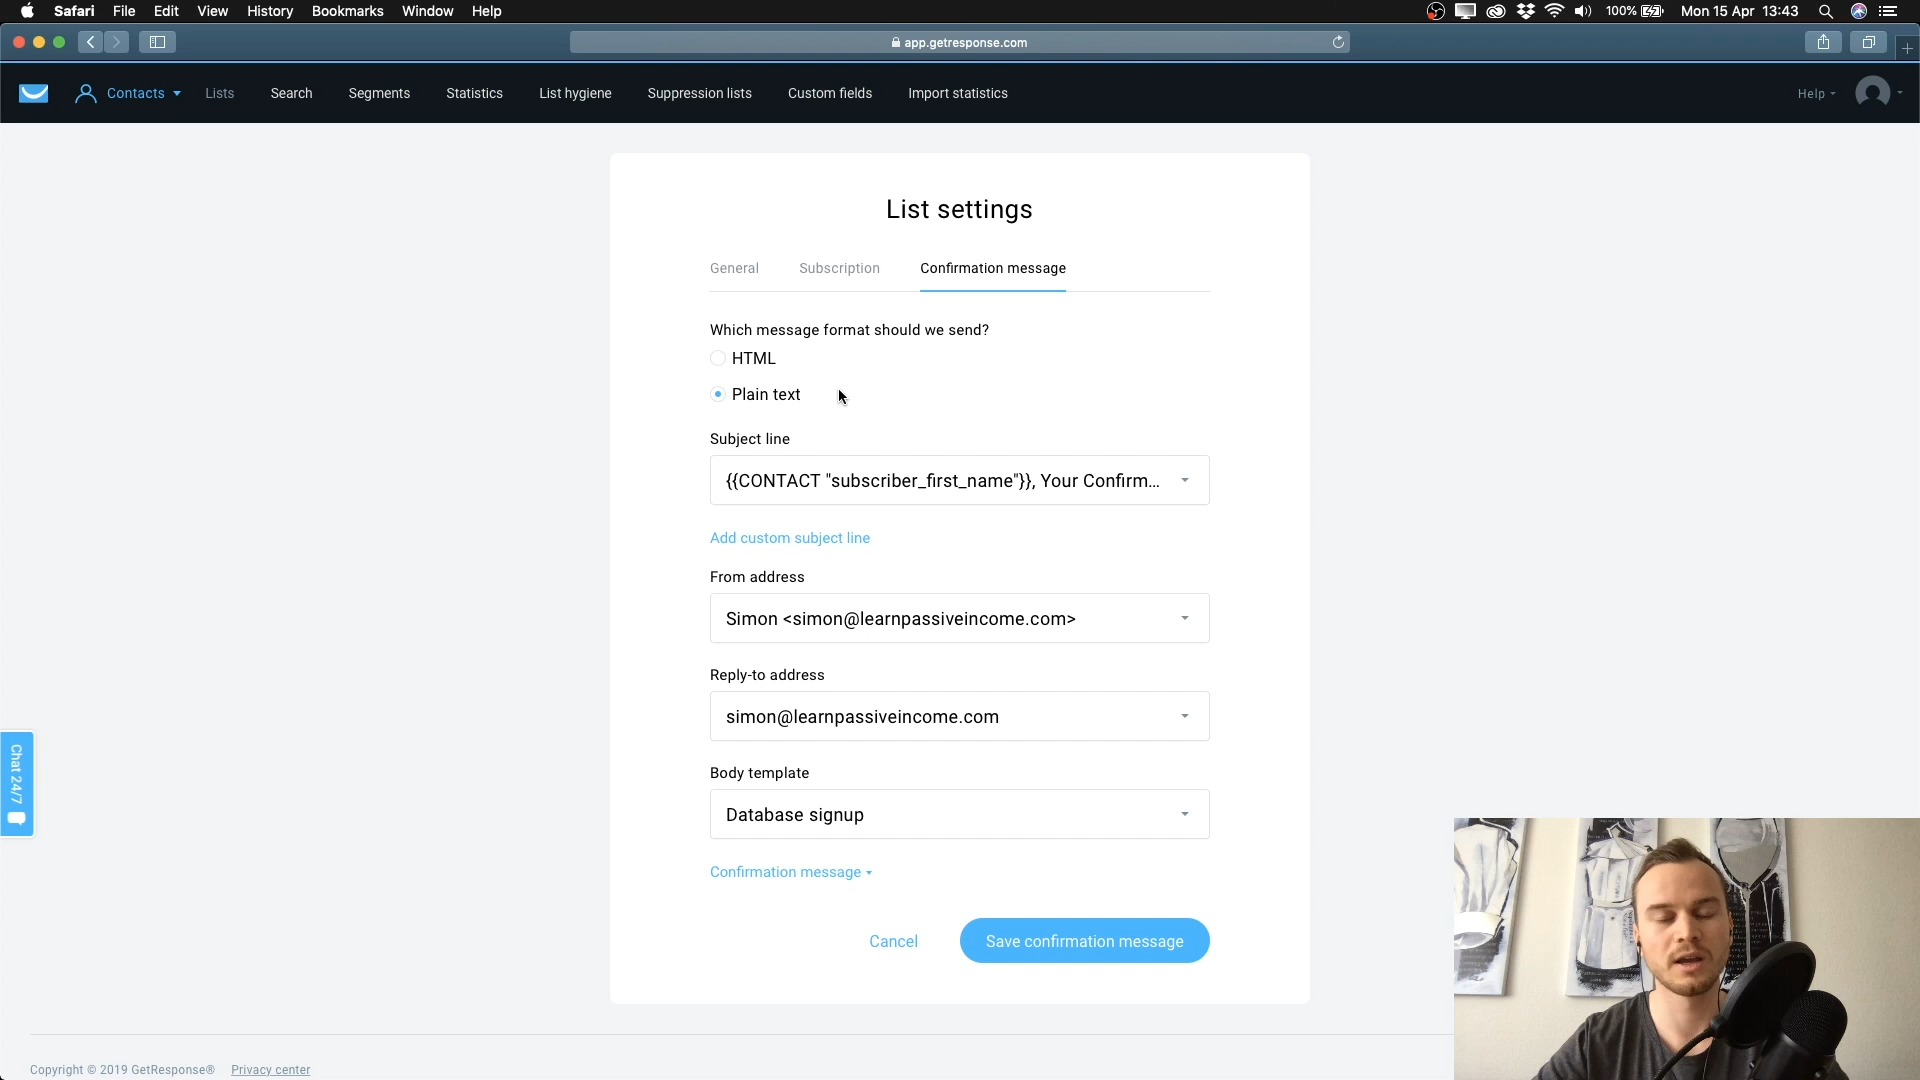 Safari File Edit View History Bookmarks Window Help 100% Mon 15 Apr 13:43
app.getresponse.com
Contacts Lists Search Segments Statistics List hygiene Suppression lists Custom fields Import statistics Help
List settings
General Subscription Confirmation message
Which message format should we send?
HTML
Plain text
Subject line
{{CONTACT "subscriber_first_name"}}, Your Confirm...
Add custom subject line
From address
Simon <simon@learnpassiveincome.com>
Reply-to address
simon@learnpassiveincome.com
Body template
Database signup
Confirmation message
Cancel Save confirmation message
Chat 24/7
Copyright © 2019 GetResponse® Privacy center